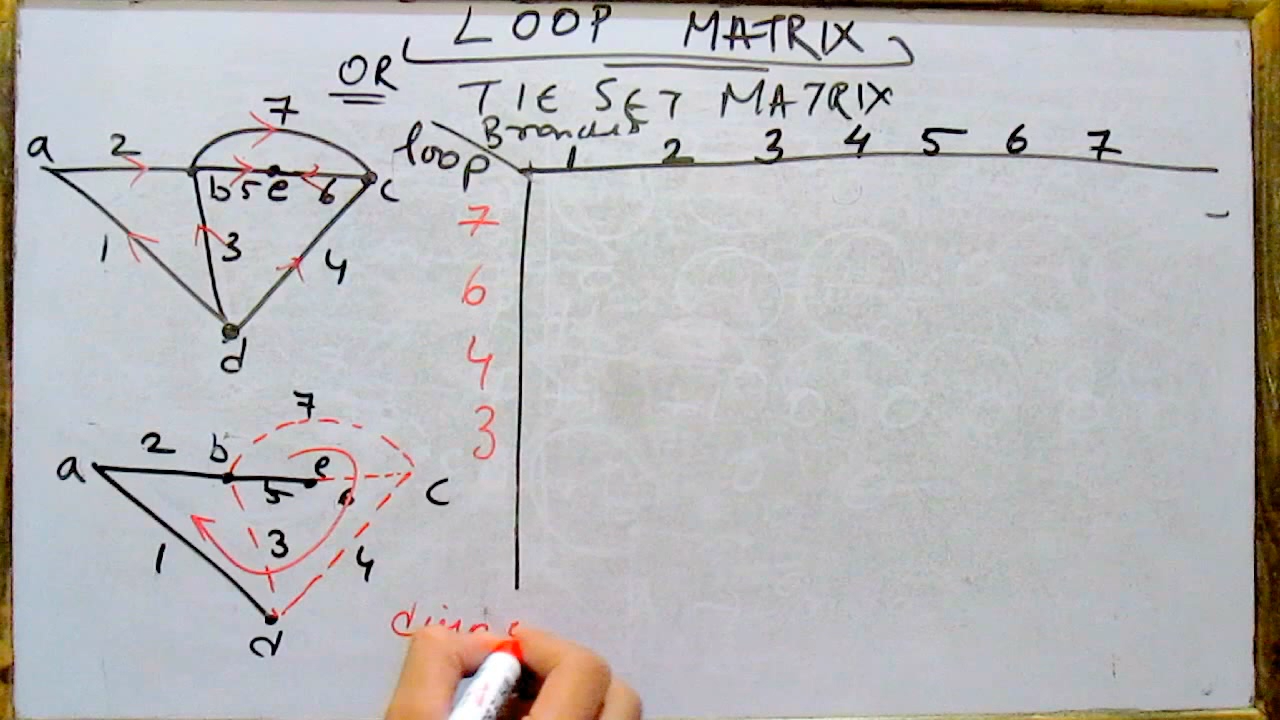 LOOP MATRIX
OR
TIE SET MATRIX
Branches
loop
1 2 3 4 5 6 7
7
6
4
3
7
a 2 b 5 e 6 c
1 3 4
d
7
a 2 b 5 e 6 c
1 3 4
d